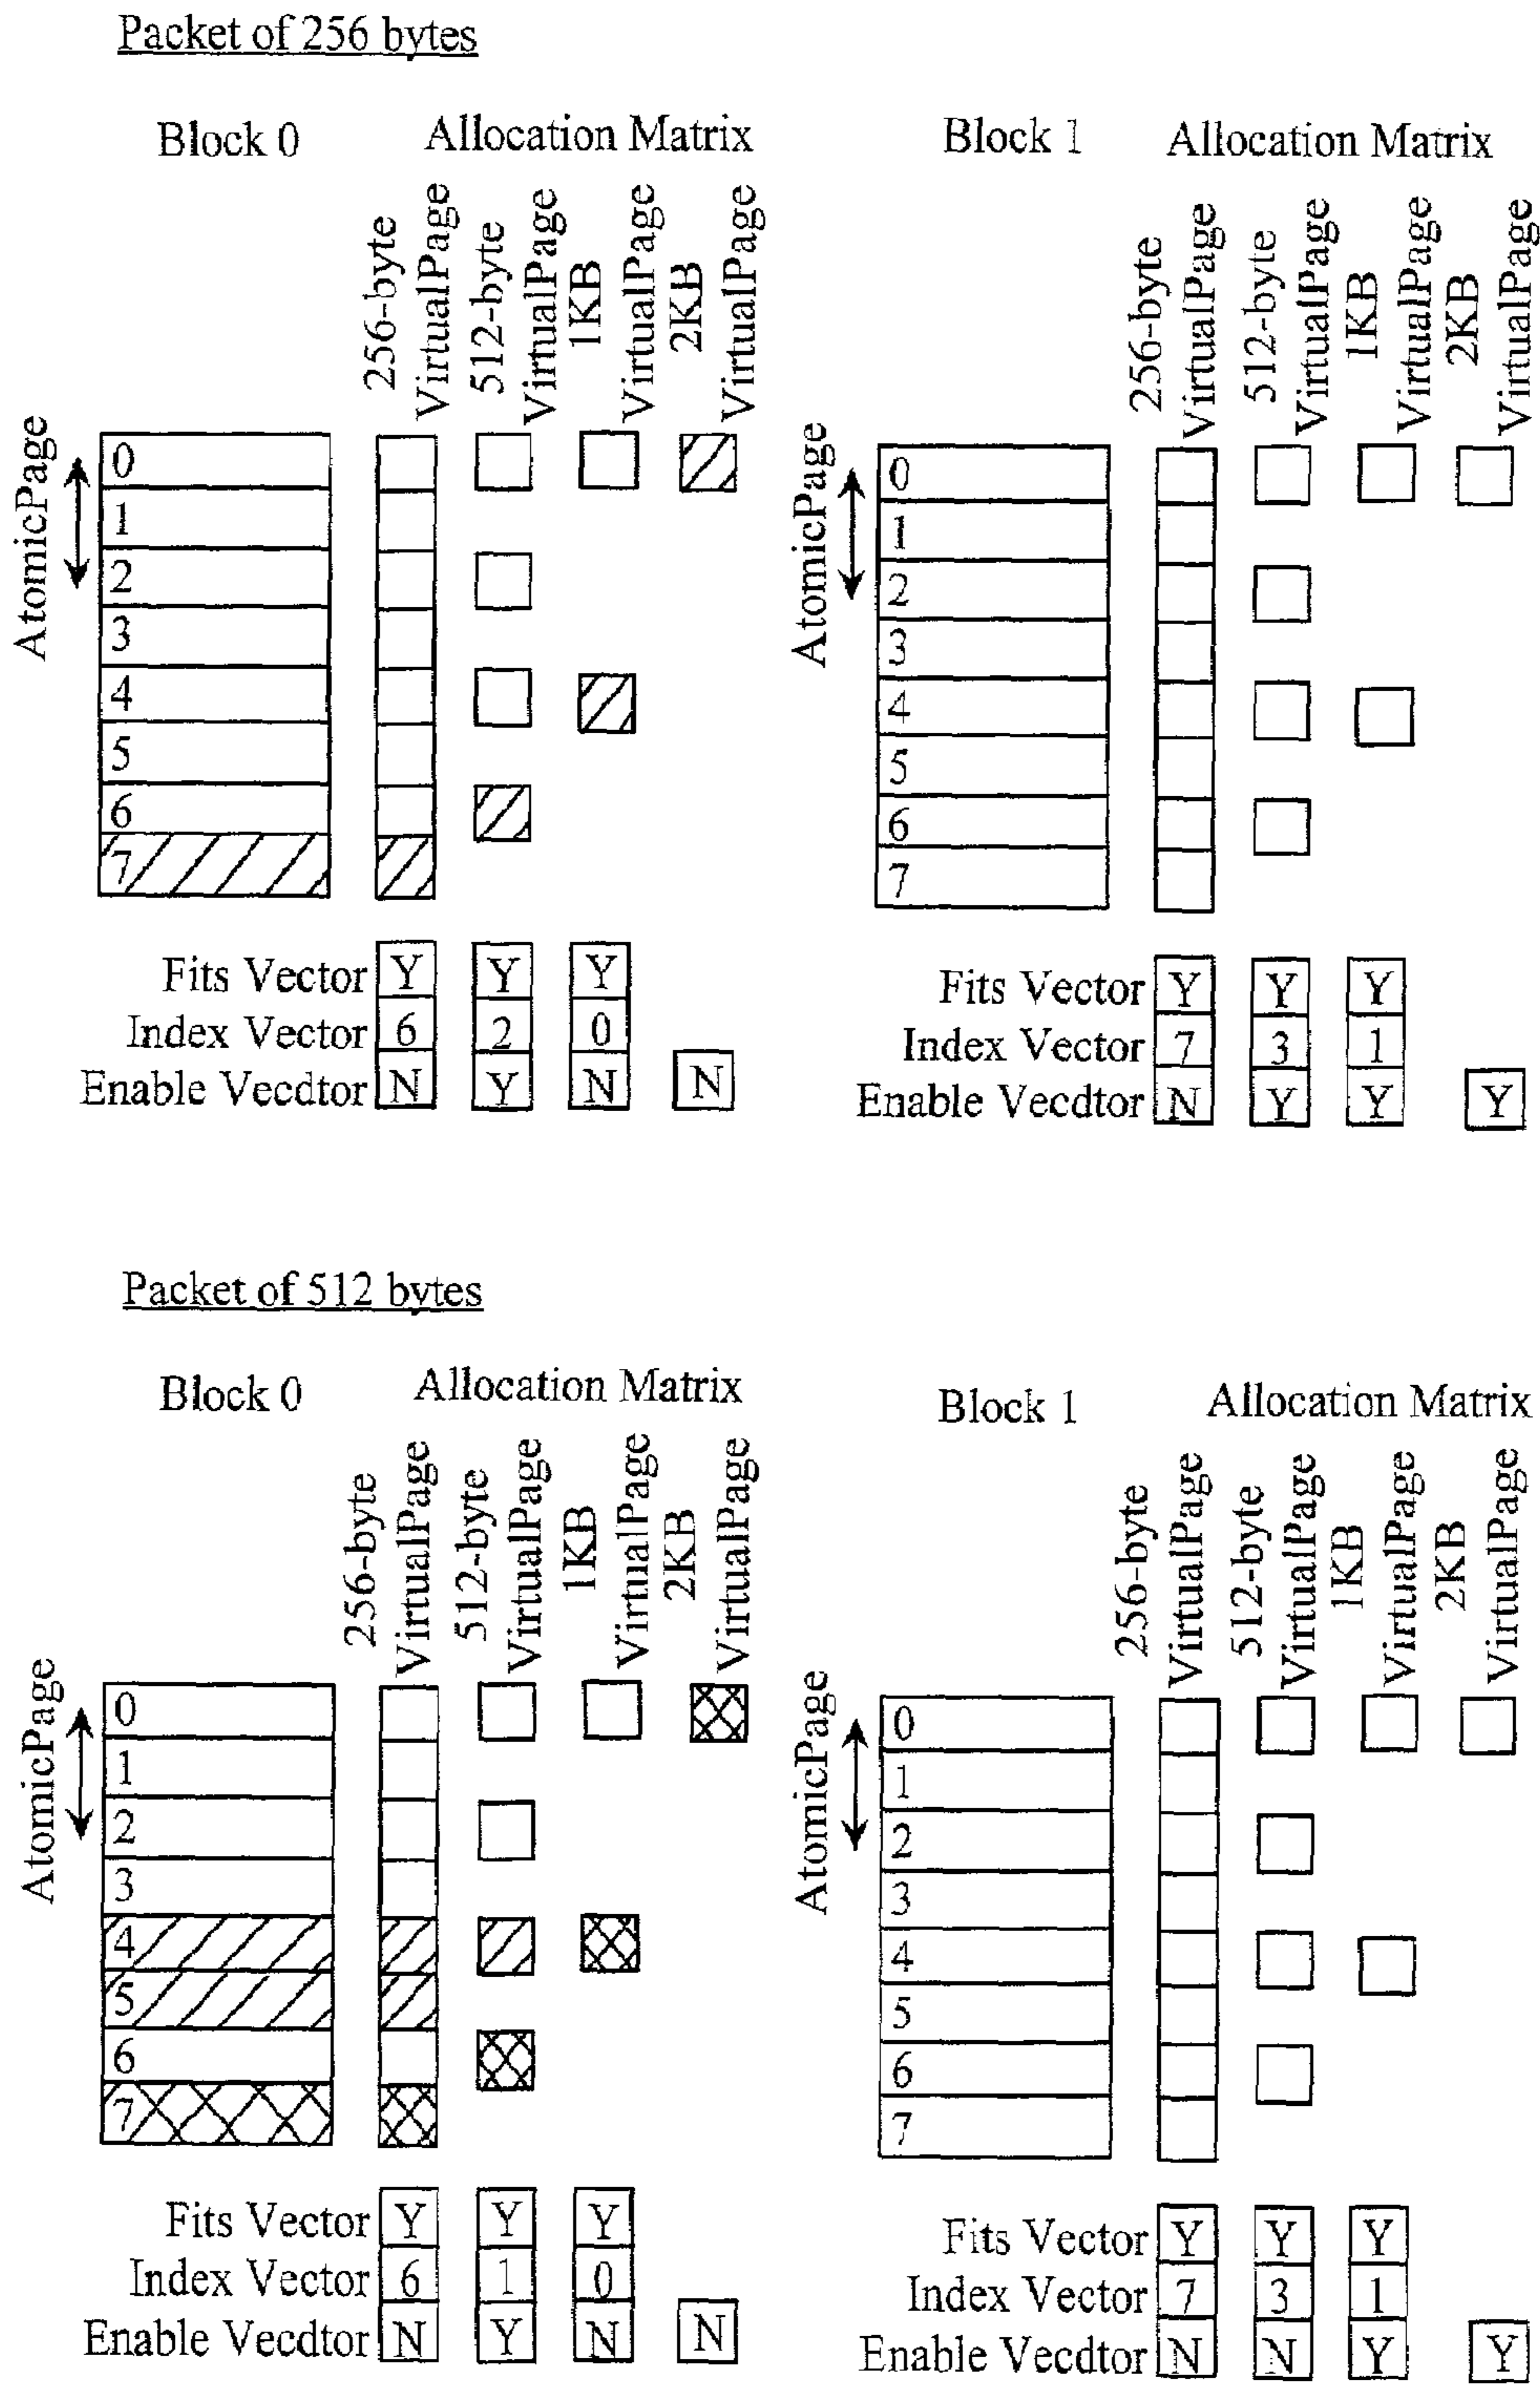 Packet of 256 bytes
Block 0
Allocation Matrix
256-byte
VirtualPage
512-byte
VirtualPage
1KB
VirtualPage
2KB
VirtualPage
AtomicPage
0
1
2
3
4
5
6
7
Fits Vector Y Y Y
Index Vector 6 2 0
Enable Vecdtor N Y N N
Block 1
Allocation Matrix
256-byte
VirtualPage
512-byte
VirtualPage
1KB
VirtualPage
2KB
VirtualPage
AtomicPage
0
1
2
3
4
5
6
7
Fits Vector Y Y Y
Index Vector 7 3 1
Enable Vecdtor N Y Y Y
Packet of 512 bytes
Block 0
Allocation Matrix
256-byte
VirtualPage
512-byte
VirtualPage
1KB
VirtualPage
2KB
VirtualPage
AtomicPage
0
1
2
3
4
5
6
7
Fits Vector Y Y Y
Index Vector 6 1 0
Enable Vecdtor N Y N N
Block 1
Allocation Matrix
256-byte
VirtualPage
512-byte
VirtualPage
1KB
VirtualPage
2KB
VirtualPage
AtomicPage
0
1
2
3
4
5
6
7
Fits Vector Y Y Y
Index Vector 7 3 1
Enable Vecdtor N N Y Y